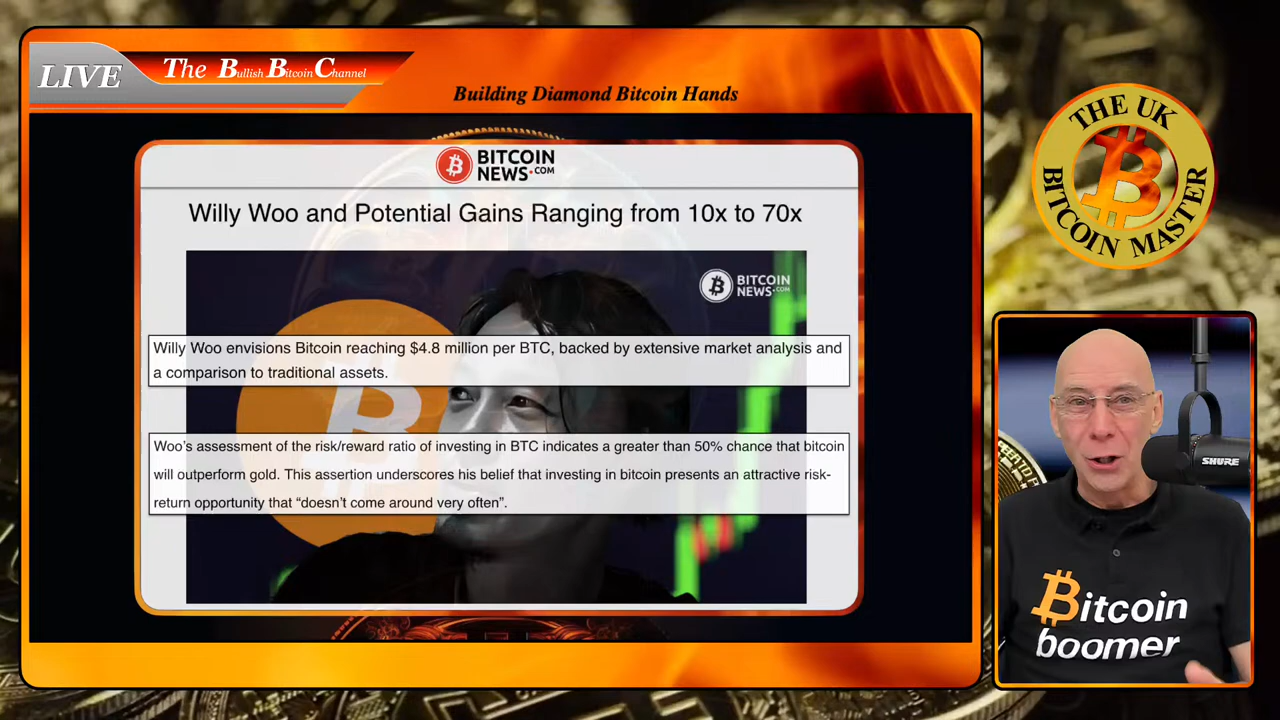 LIVE
The Bullish Bitcoin Channel
Building Diamond Bitcoin Hands
BITCOIN
NEWS.COM
Willy Woo and Potential Gains Ranging from 10x to 70x
BITCOIN
NEWS.COM
Willy Woo envisions Bitcoin reaching $4.8 million per BTC, backed by extensive market analysis and
a comparison to traditional assets.
Woo's assessment of the risk/reward ratio of investing in BTC indicates a greater than 50% chance that bitcoin
will outperform gold. This assertion underscores his belief that investing in bitcoin presents an attractive risk-
return opportunity that “doesn't come around very often”.
THE UK
BITCOIN MASTER
SHURE
Bitcoin
boomer